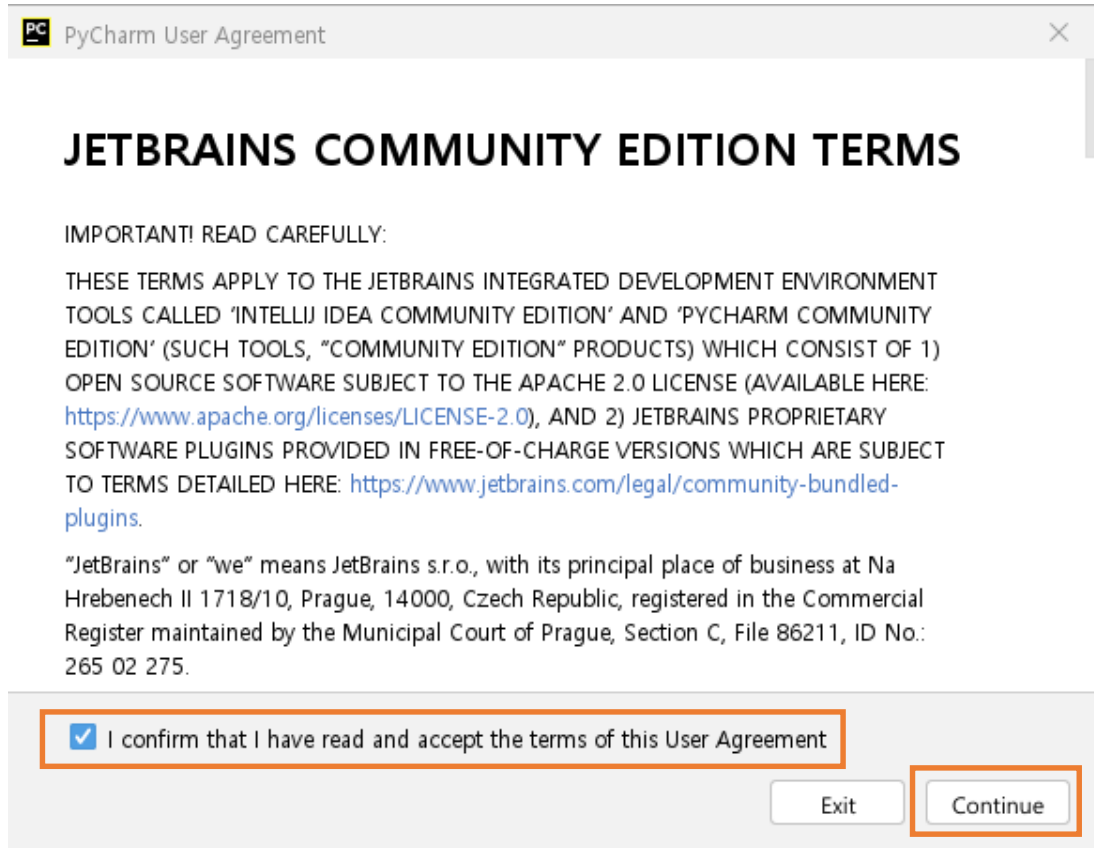 PC PyCharm User Agreement
JETBRAINS COMMUNITY EDITION TERMS
IMPORTANT! READ CAREFULLY:
THESE TERMS APPLY TO THE JETBRAINS INTEGRATED DEVELOPMENT ENVIRONMENT
TOOLS CALLED ‘INTELLIJ IDEA COMMUNITY EDITION’ AND ‘PYCHARM COMMUNITY
EDITION’ (SUCH TOOLS, “COMMUNITY EDITION” PRODUCTS) WHICH CONSIST OF 1)
OPEN SOURCE SOFTWARE SUBJECT TO THE APACHE 2.0 LICENSE (AVAILABLE HERE:
https://www.apache.org/licenses/LICENSE-2.0), AND 2) JETBRAINS PROPRIETARY
SOFTWARE PLUGINS PROVIDED IN FREE-OF-CHARGE VERSIONS WHICH ARE SUBJECT
TO TERMS DETAILED HERE: https://www.jetbrains.com/legal/community-bundled-
plugins.
“JetBrains” or “we” means JetBrains s.r.o., with its principal place of business at Na
Hrebenech II 1718/10, Prague, 14000, Czech Republic, registered in the Commercial
Register maintained by the Municipal Court of Prague, Section C, File 86211, ID No.:
265 02 275.
I confirm that I have read and accept the terms of this User Agreement
Exit Continue